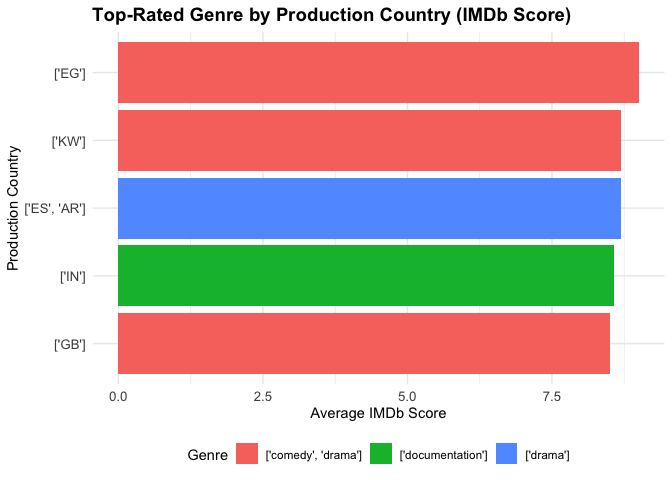 Top-Rated Genre by Production Country (IMDb Score)
Production Country
['EG']
['KW']
['ES', 'AR']
['IN']
['GB']
0.0 2.5 5.0 7.5
Average IMDb Score
Genre ['comedy', 'drama'] ['documentation'] ['drama']